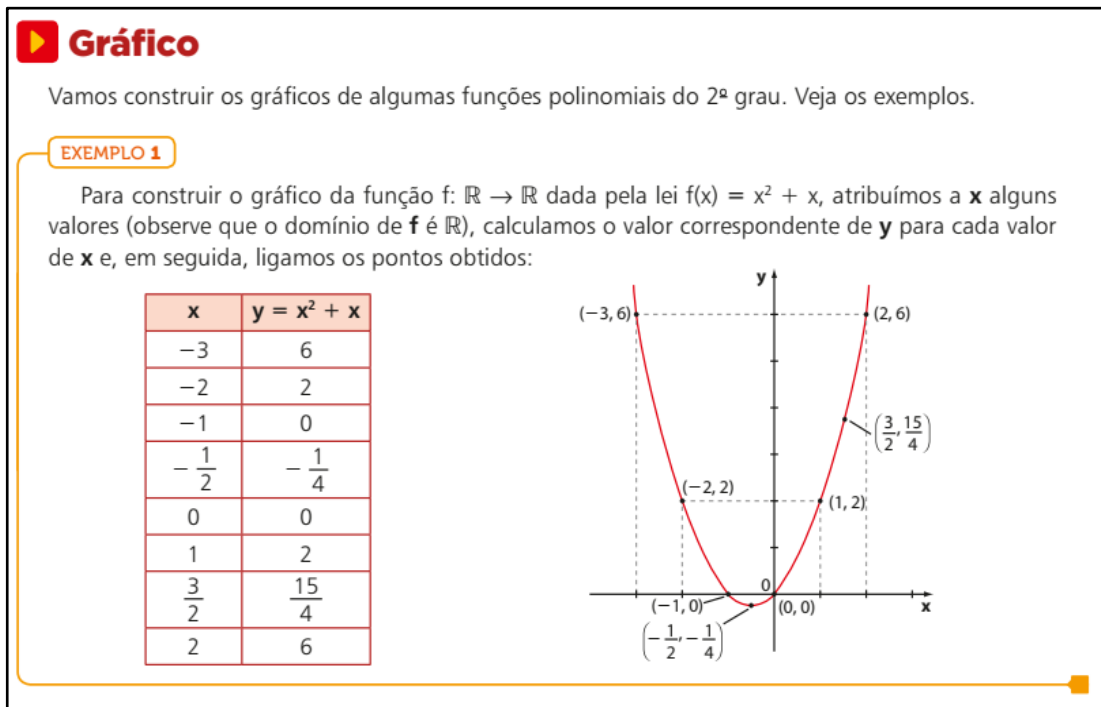 Gráfico
Vamos construir os gráficos de algumas funções polinomiais do 2º grau. Veja os exemplos.
EXEMPLO 1
Para construir o gráfico da função f: ℝ → ℝ dada pela lei f(x) = x² + x, atribuímos a x alguns
valores (observe que o domínio de f é ℝ), calculamos o valor correspondente de y para cada valor
de x e, em seguida, ligamos os pontos obtidos:
x y = x² + x
−3 6
−2 2
−1 0
−1/2 −1/4
0 0
1 2
3/2 15/4
2 6
y
(−3, 6) (2, 6)
(3/2, 15/4)
(−2, 2) (1, 2)
0
(−1, 0) (0, 0) x
(−1/2, −1/4)